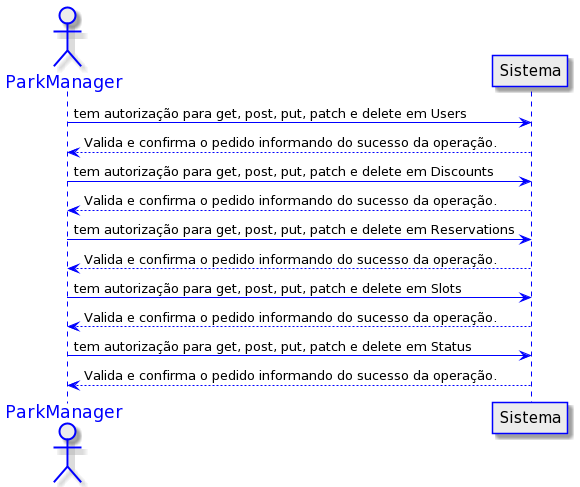 ParkManager
Sistema
tem autorização para get, post, put, patch e delete em Users
Valida e confirma o pedido informando do sucesso da operação.
tem autorização para get, post, put, patch e delete em Discounts
Valida e confirma o pedido informando do sucesso da operação.
tem autorização para get, post, put, patch e delete em Reservations
Valida e confirma o pedido informando do sucesso da operação.
tem autorização para get, post, put, patch e delete em Slots
Valida e confirma o pedido informando do sucesso da operação.
tem autorização para get, post, put, patch e delete em Status
Valida e confirma o pedido informando do sucesso da operação.
ParkManager
Sistema